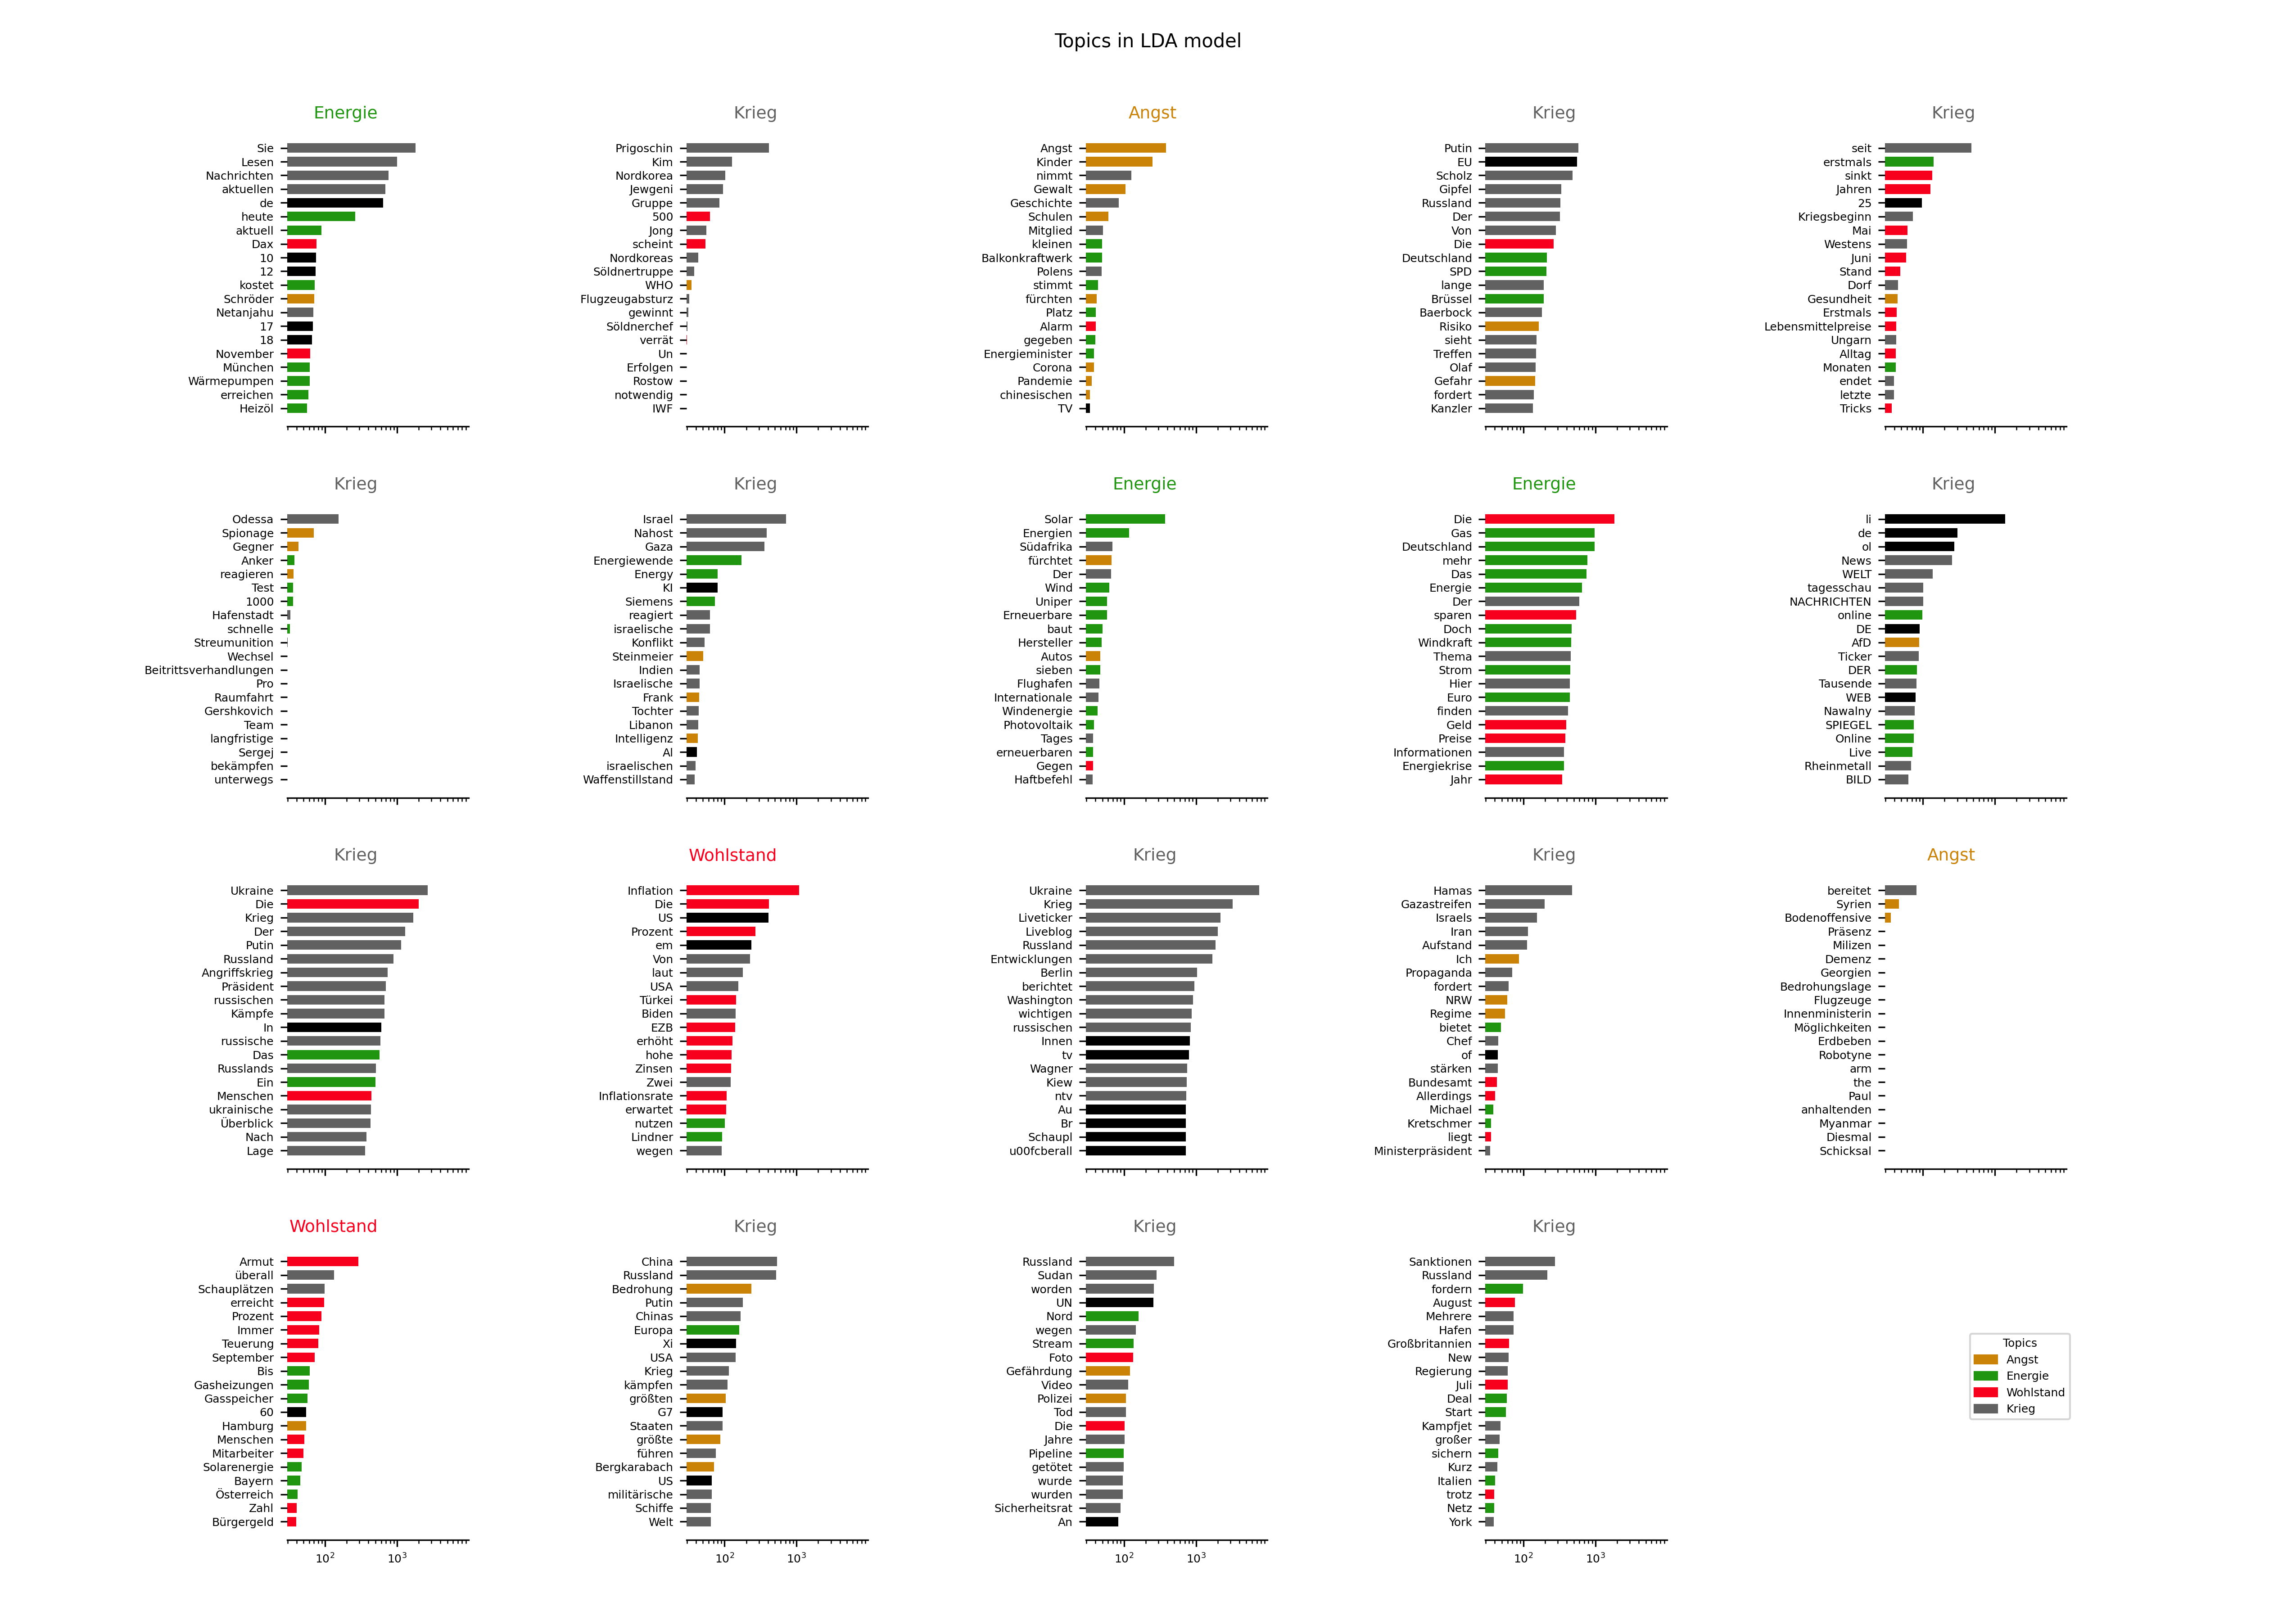 Topics in LDA model
Energie
Sie
Lesen
Nachrichten
aktuellen
de
heute
aktuell
Dax
10
12
kostet
Schröder
Netanjahu
17
18
November
München
Wärmepumpen
erreichen
Heizöl
Krieg
Prigoschin
Kim
Nordkorea
Jewgeni
Gruppe
500
Jong
scheint
Nordkoreas
Söldnertruppe
WHO
Flugzeugabsturz
gewinnt
Söldnerchef
verrät
Un
Erfolgen
Rostow
notwendig
IWF
Angst
Angst
Kinder
nimmt
Gewalt
Geschichte
Schulen
Mitglied
kleinen
Balkonkraftwerk
Polens
stimmt
fürchten
Platz
Alarm
gegeben
Energieminister
Corona
Pandemie
chinesischen
TV
Krieg
Putin
EU
Scholz
Gipfel
Russland
Der
Von
Die
Deutschland
SPD
lange
Brüssel
Baerbock
Risiko
sieht
Treffen
Olaf
Gefahr
fordert
Kanzler
Krieg
seit
erstmals
sinkt
Jahren
25
Kriegsbeginn
Mai
Westens
Juni
Stand
Dorf
Gesundheit
Erstmals
Lebensmittelpreise
Ungarn
Alltag
Monaten
endet
letzte
Tricks
Krieg
Odessa
Spionage
Gegner
Anker
reagieren
Test
1000
Hafenstadt
schnelle
Streumunition
Wechsel
Beitrittsverhandlungen
Pro
Raumfahrt
Gershkovich
Team
langfristige
Sergej
bekämpfen
unterwegs
Krieg
Israel
Nahost
Gaza
Energiewende
Energy
KI
Siemens
reagiert
israelische
Konflikt
Steinmeier
Indien
Israelische
Frank
Tochter
Libanon
Intelligenz
AI
israelischen
Waffenstillstand
Energie
Solar
Energien
Südafrika
fürchtet
Der
Wind
Uniper
Erneuerbare
baut
Hersteller
Autos
sieben
Flughafen
Internationale
Windenergie
Photovoltaik
Tages
erneuerbaren
Gegen
Haftbefehl
Energie
Die
Gas
Deutschland
mehr
Das
Energie
Der
sparen
Doch
Windkraft
Thema
Strom
Hier
Euro
finden
Geld
Preise
Informationen
Energiekrise
Jahr
Krieg
li
de
ol
News
WELT
tagesschau
NACHRICHTEN
online
DE
AfD
Ticker
DER
Tausende
WEB
Nawalny
SPIEGEL
Online
Live
Rheinmetall
BILD
Krieg
Ukraine
Die
Krieg
Der
Putin
Russland
Angriffskrieg
Präsident
russischen
Kämpfe
In
russische
Das
Russlands
Ein
Menschen
ukrainische
Überblick
Nach
Lage
Wohlstand
Inflation
Die
US
Prozent
em
Von
laut
USA
Türkei
Biden
EZB
erhöht
hohe
Zinsen
Zwei
Inflationsrate
erwartet
nutzen
Lindner
wegen
Krieg
Ukraine
Krieg
Liveticker
Liveblog
Russland
Entwicklungen
Berlin
berichtet
Washington
wichtigen
russischen
Innen
tv
Wagner
Kiew
ntv
Au
Br
Schaupl
u00fcberall
Krieg
Hamas
Gazastreifen
Israels
Iran
Aufstand
Ich
Propaganda
fordert
NRW
Regime
bietet
Chef
of
stärken
Bundesamt
Allerdings
Michael
Kretschmer
liegt
Ministerpräsident
Angst
bereitet
Syrien
Bodenoffensive
Präsenz
Milizen
Demenz
Georgien
Bedrohungslage
Flugzeuge
Innenministerin
Möglichkeiten
Erdbeben
Robotyne
arm
the
Paul
anhaltenden
Myanmar
Diesmal
Schicksal
Wohlstand
Armut
überall
Schauplätzen
erreicht
Prozent
Immer
Teuerung
September
Bis
Gasheizungen
Gasspeicher
60
Hamburg
Menschen
Mitarbeiter
Solarenergie
Bayern
Österreich
Zahl
Bürgergeld
10² 10³
Krieg
China
Russland
Bedrohung
Putin
Chinas
Europa
Xi
USA
Krieg
kämpfen
größten
G7
Staaten
größte
führen
Bergkarabach
US
militärische
Schiffe
Welt
10² 10³
Krieg
Russland
Sudan
worden
UN
Nord
wegen
Stream
Foto
Gefährdung
Video
Polizei
Tod
Die
Jahre
Pipeline
getötet
wurde
wurden
Sicherheitsrat
An
10² 10³
Krieg
Sanktionen
Russland
fordern
August
Mehrere
Hafen
Großbritannien
New
Regierung
Juli
Deal
Start
Kampfjet
großer
sichern
Kurz
Italien
trotz
Netz
York
10² 10³
Topics
Angst
Energie
Wohlstand
Krieg